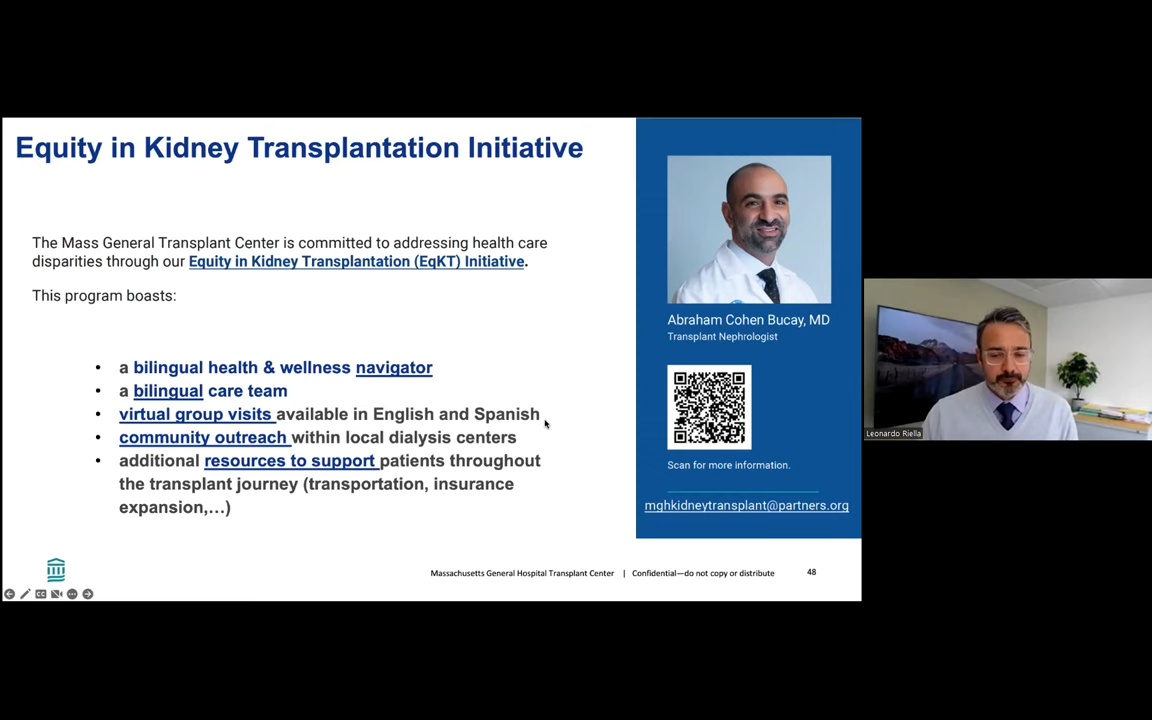 Equity in Kidney Transplantation Initiative
The Mass General Transplant Center is committed to addressing health care
disparities through our Equity in Kidney Transplantation (EqKT) Initiative.
This program boasts:
• a bilingual health & wellness navigator
• a bilingual care team
• virtual group visits available in English and Spanish
• community outreach within local dialysis centers
• additional resources to support patients throughout
the transplant journey (transportation, insurance
expansion,...)
Abraham Cohen Bucay, MD
Transplant Nephrologist
Scan for more information.
mghkidneytransplant@partners.org
Massachusetts General Hospital Transplant Center | Confidential—do not copy or distribute 48
Leonardo Riella